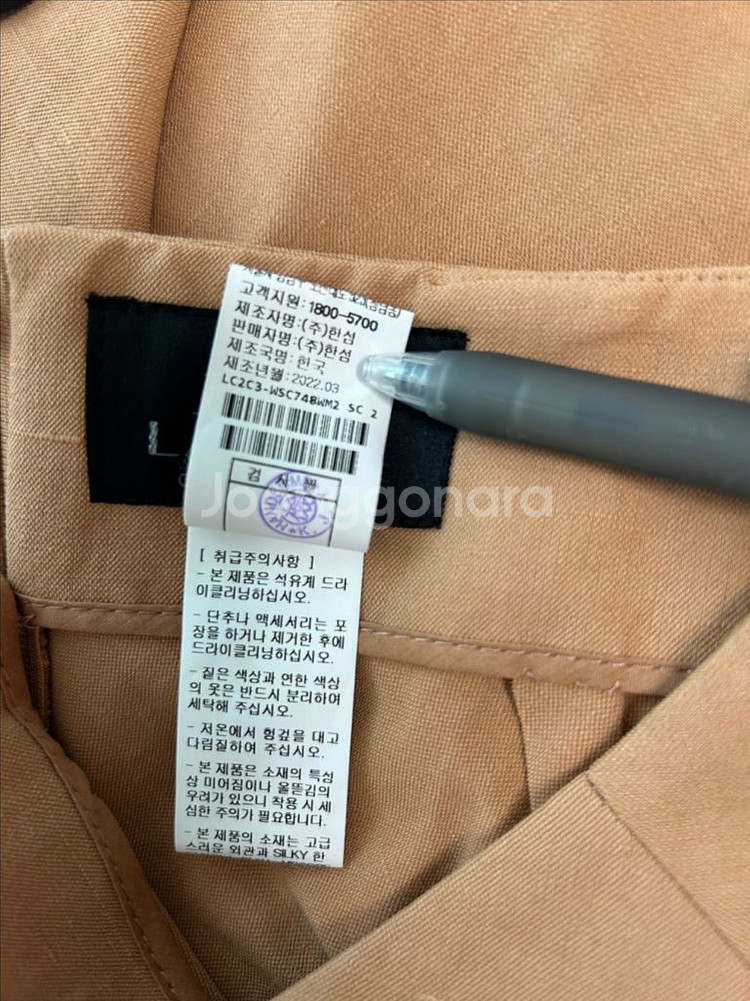 고객지원:1800-5700
제조자명:(주)한섬
판매자명:(주)한섬
제조국명:한국
제조년월:2022.03
LC2C3-WSC748WM2 SC 2
검
[ 취급주의사항 ]
- 본 제품은 석유계 드라
이클리닝하십시오.
- 단추나 액세서리는 포
장을 하거나 제거한 후에
드라이클리닝하십시오.
- 짙은 색상과 연한 색상
의 옷은 반드시 분리하여
세탁해 주십시오.
- 저온에서 헝겊을 대고
다림질하여 주십시오.
- 본 제품은 소재의 특성
상 미어짐이나 올뜯김의
우려가 있으니 착용 시 세
심한 주의가 필요합니다.
- 본 제품의 소재는 고급
스러운 외관과 SILKY 한
L
Joonggonara